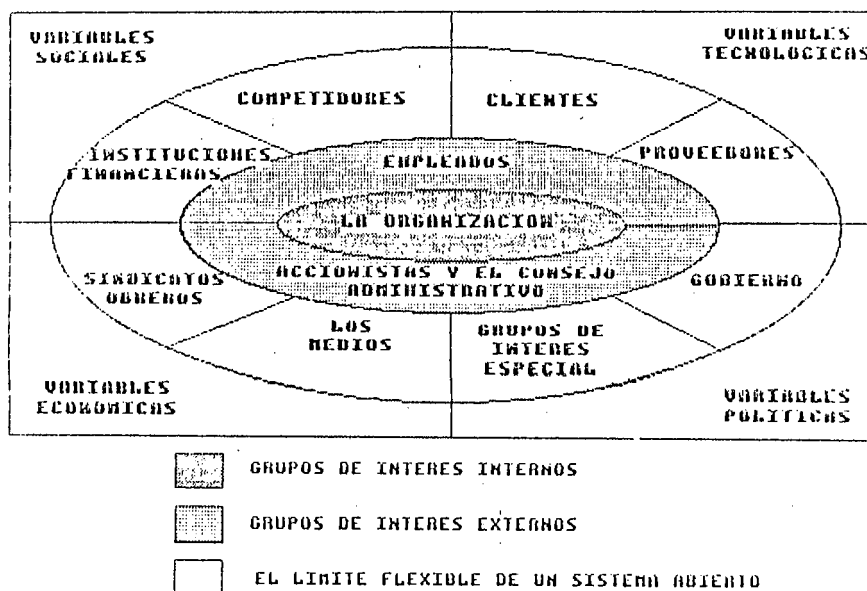 VARIABLES
SOCIALES
VARIABLES
TECNOLOGICAS
COMPETIDORES
CLIENTES
INSTITUCIONES
FINANCIERAS
EMPLEADOS
PROVEEDORES
LA ORGANIZACION
SINDICATOS
OBREROS
ACCIONISTAS Y EL CONSEJO
ADMINISTRATIVO
GOBIERNO
LOS
MEDIOS
GRUPOS DE
INTERES
ESPECIAL
VARIABLES
ECONOMICAS
VARIABLES
POLITICAS
GRUPOS DE INTERES INTERNOS
GRUPOS DE INTERES EXTERNOS
EL LIMITE FLEXIBLE DE UN SISTEMA ABIERTO